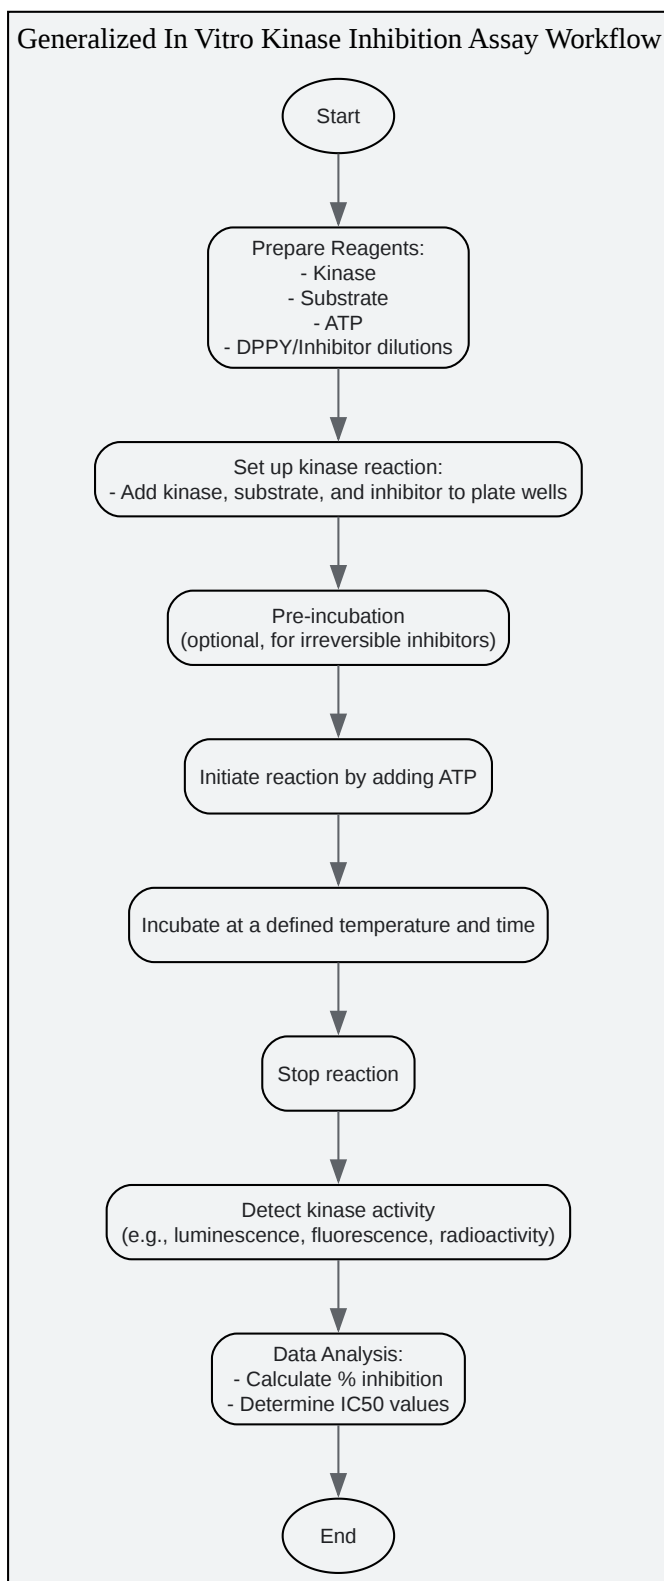 Generalized In Vitro Kinase Inhibition Assay Workflow
Start
Prepare Reagents:
- Kinase
- Substrate
- ATP
- DPPY/Inhibitor dilutions
Set up kinase reaction:
- Add kinase, substrate, and inhibitor to plate wells
Pre-incubation
(optional, for irreversible inhibitors)
Initiate reaction by adding ATP
Incubate at a defined temperature and time
Stop reaction
Detect kinase activity
(e.g., luminescence, fluorescence, radioactivity)
Data Analysis:
- Calculate % inhibition
- Determine IC50 values
End